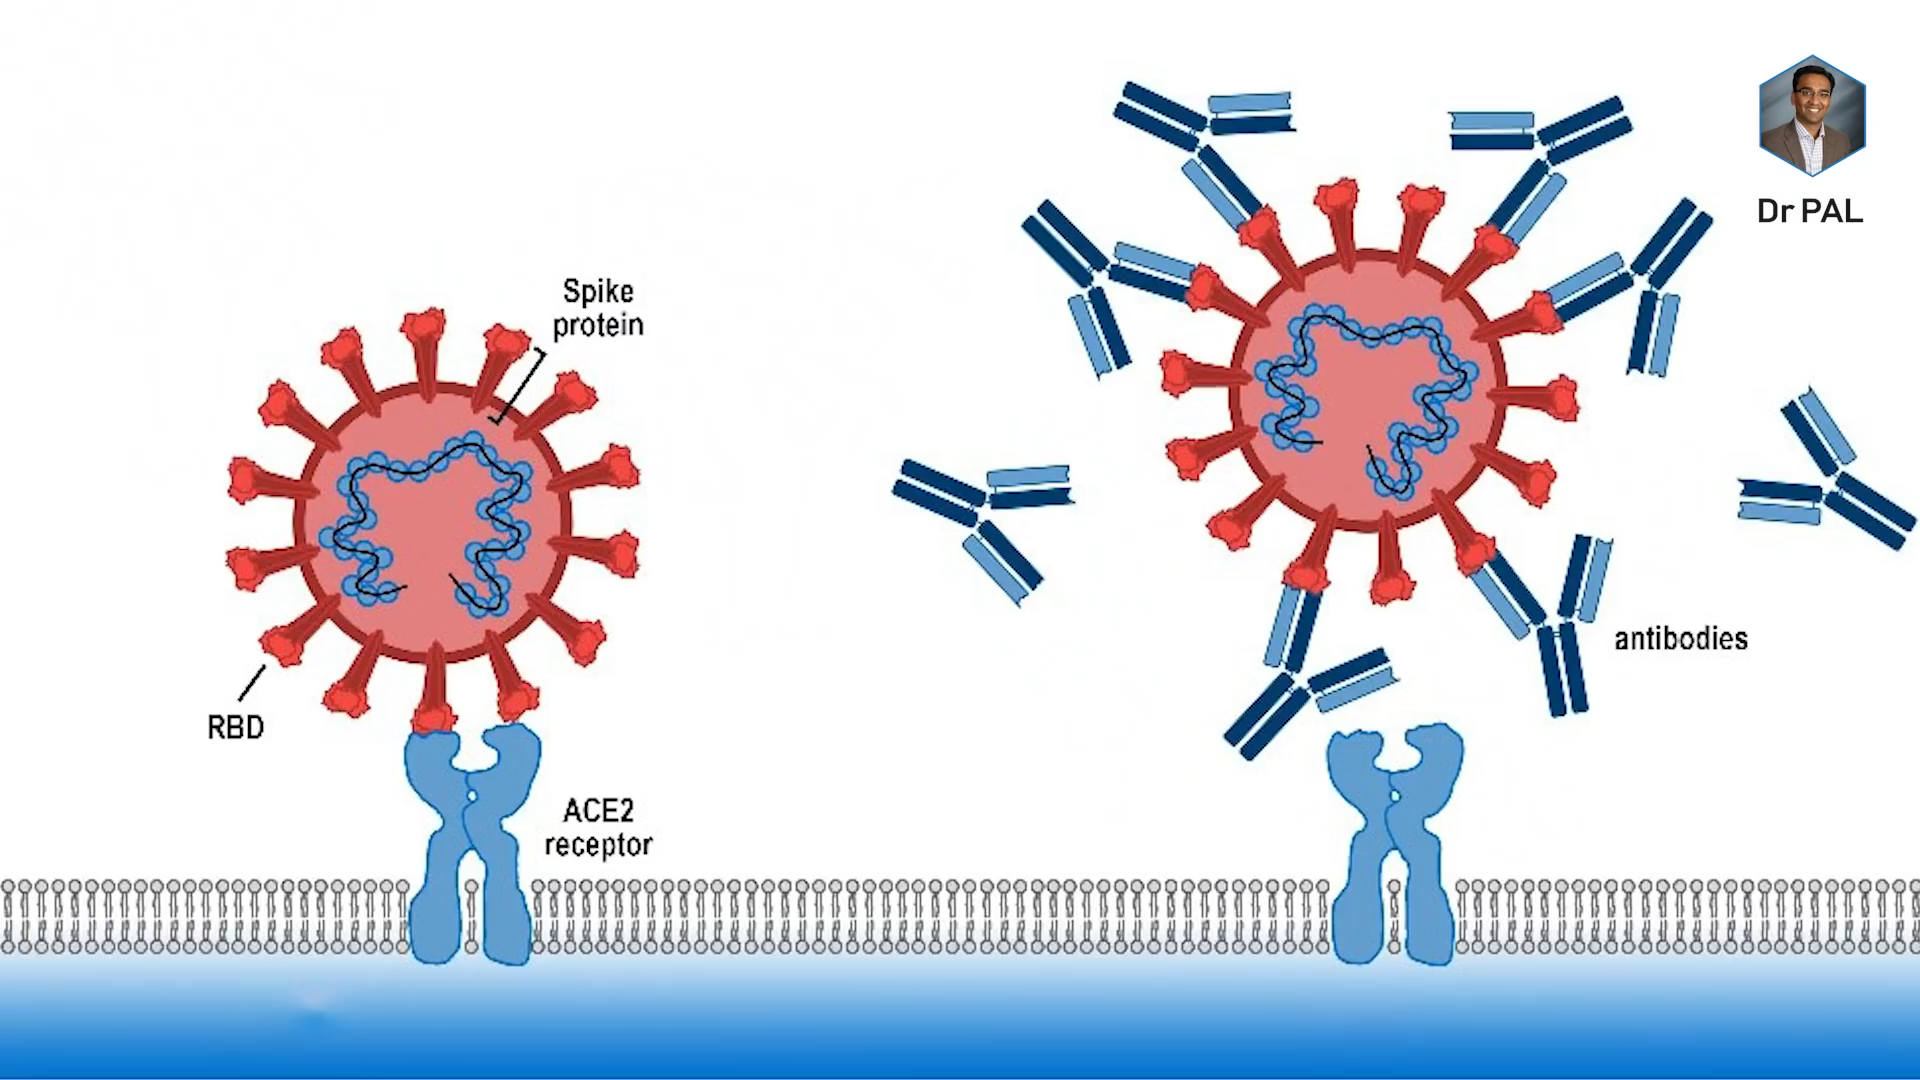 Dr PAL
Spike
protein
RBD
ACE2
receptor
antibodies